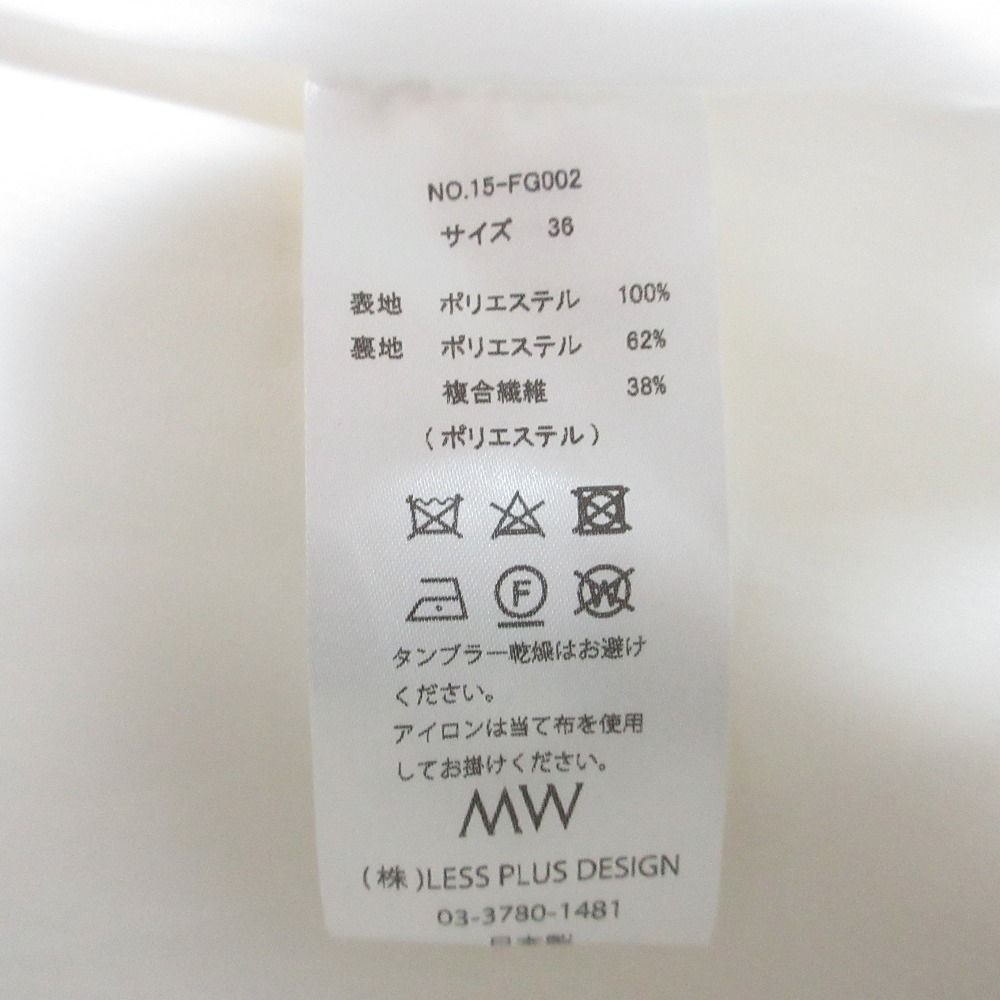 NO.15-FG002
サイズ 36
表地 ポリエステル 100%
裏地 ポリエステル 62%
複合繊維 38%
(ポリエステル)
F
W
タンブラー乾燥はお避け
ください。
アイロンは当て布を使用
してお掛けください。
MW
(株)LESS PLUS DESIGN
03-3780-1481
日本製